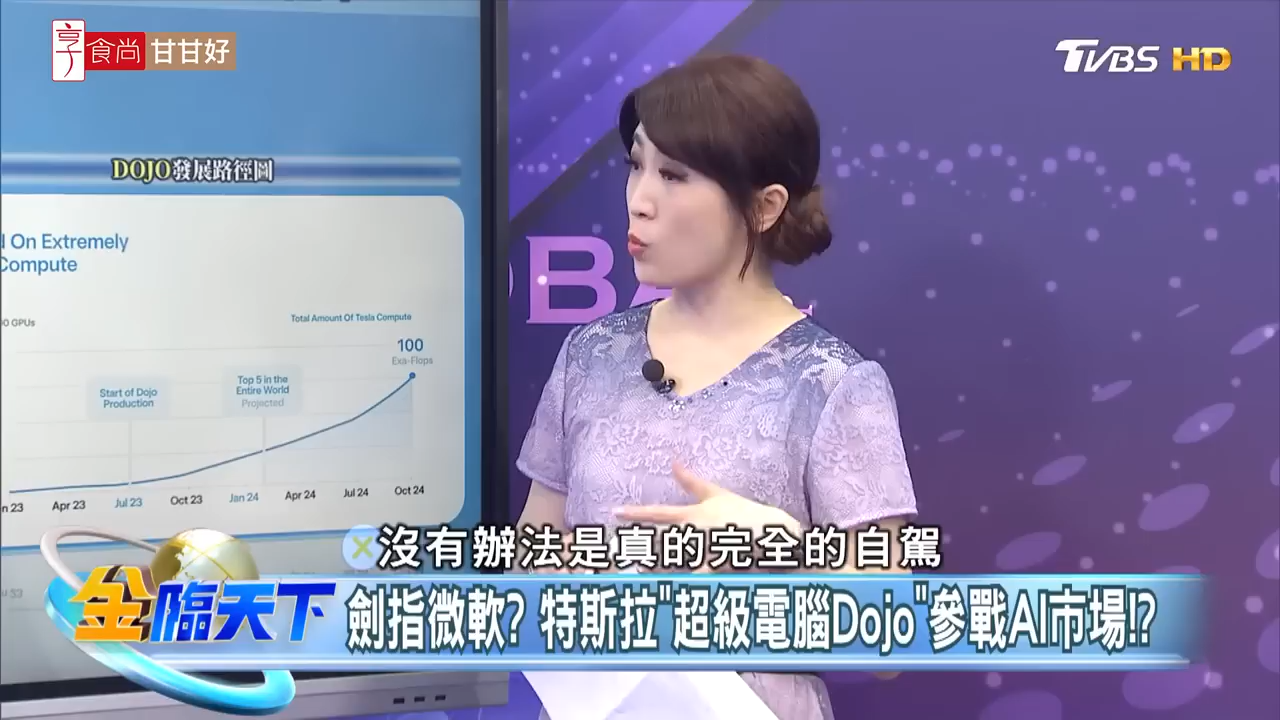 享食尚 甘甘好
TVBS HD
DOJO發展路徑圖
d On Extremely
Compute
00 GPUs
Total Amount Of Tesla Compute
100
Exa-Flops
Start of Dojo
Production
Top 5 in the
Entire World
Projected
n 23 Apr 23 Jul 23 Oct 23 Jan 24 Apr 24 Jul 24 Oct 24
OBAL
沒有辦法是真的完全的自駕
金臨天下
劍指微軟? 特斯拉"超級電腦Dojo"參戰AI市場!?